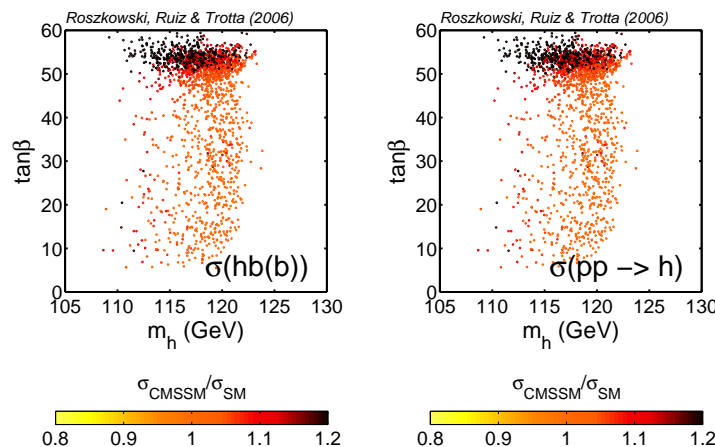 Roszkowski, Ruiz & Trotta (2006)
60
50
40
30
20
10
0
tanβ
σ(hb(b))
105 110 115 120 125 130
m_h (GeV)
σ_CMSSM/σ_SM
0.8 0.9 1 1.1 1.2
Roszkowski, Ruiz & Trotta (2006)
60
50
40
30
20
10
0
tanβ
σ(pp −> h)
105 110 115 120 125 130
m_h (GeV)
σ_CMSSM/σ_SM
0.8 0.9 1 1.1 1.2